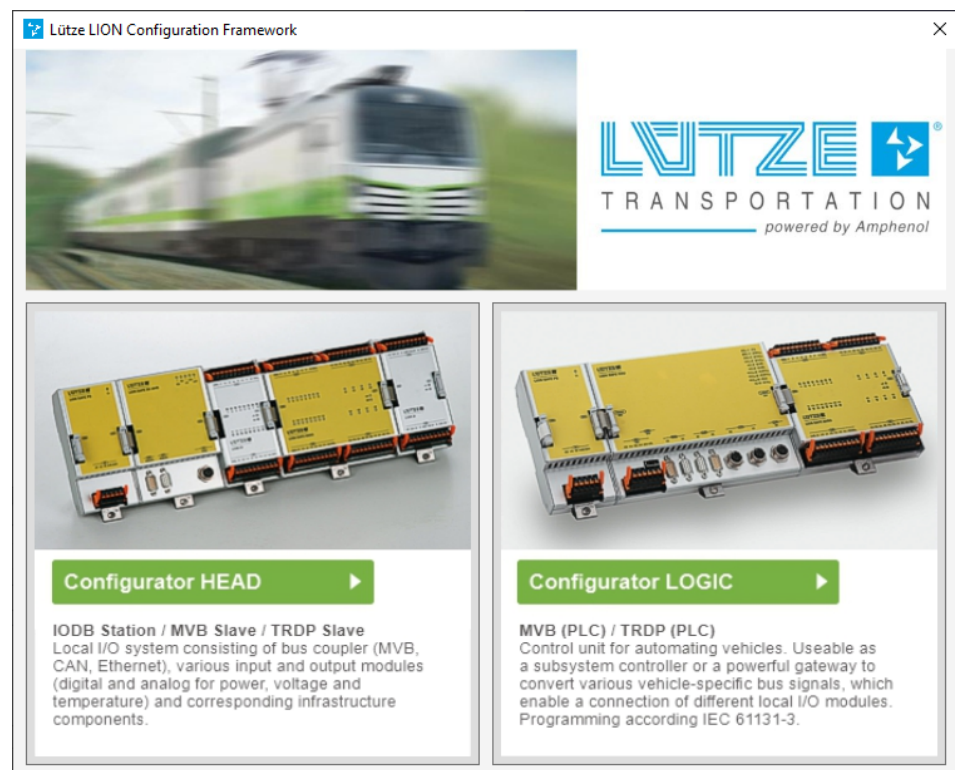 Lütze LION Configuration Framework
LÜTZE ®
TRANSPORTATION
powered by Amphenol
Configurator HEAD
IODB Station / MVB Slave / TRDP Slave
Local I/O system consisting of bus coupler (MVB,
CAN, Ethernet), various input and output modules
(digital and analog for power, voltage and
temperature) and corresponding infrastructure
components.
Configurator LOGIC
MVB (PLC) / TRDP (PLC)
Control unit for automating vehicles. Useable as
a subsystem controller or a powerful gateway to
convert various vehicle-specific bus signals, which
enable a connection of different local I/O modules.
Programming according IEC 61131-3.